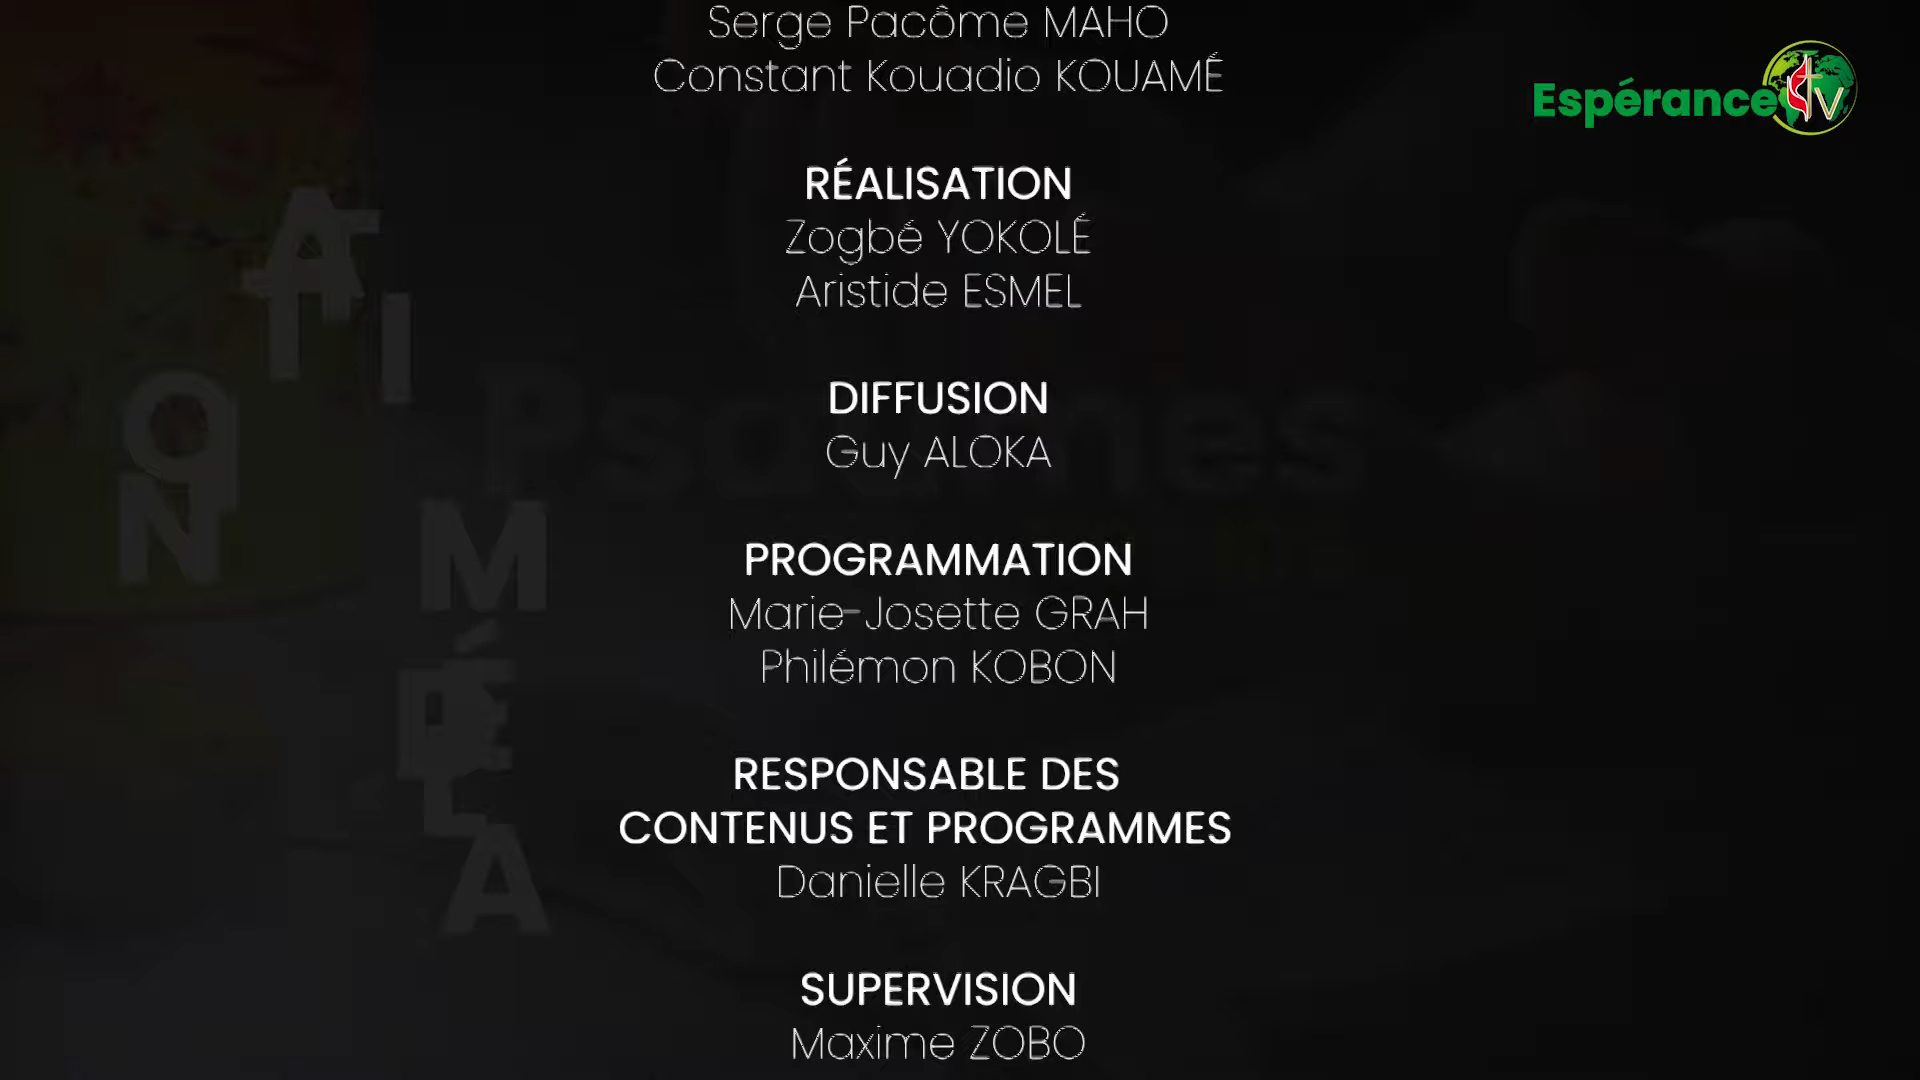 Serge Pacôme MAHO
Constant Kouadio KOUAMÉ
Espérance tv
RÉALISATION
Zogbé YOKOLÉ
Aristide ESMEL
DIFFUSION
Guy ALOKA
Psaumes
PROGRAMMATION
Marie-Josette GRAH
Philémon KOBON
RESPONSABLE DES
CONTENUS ET PROGRAMMES
Danielle KRAGBI
SUPERVISION
Maxime ZOBO